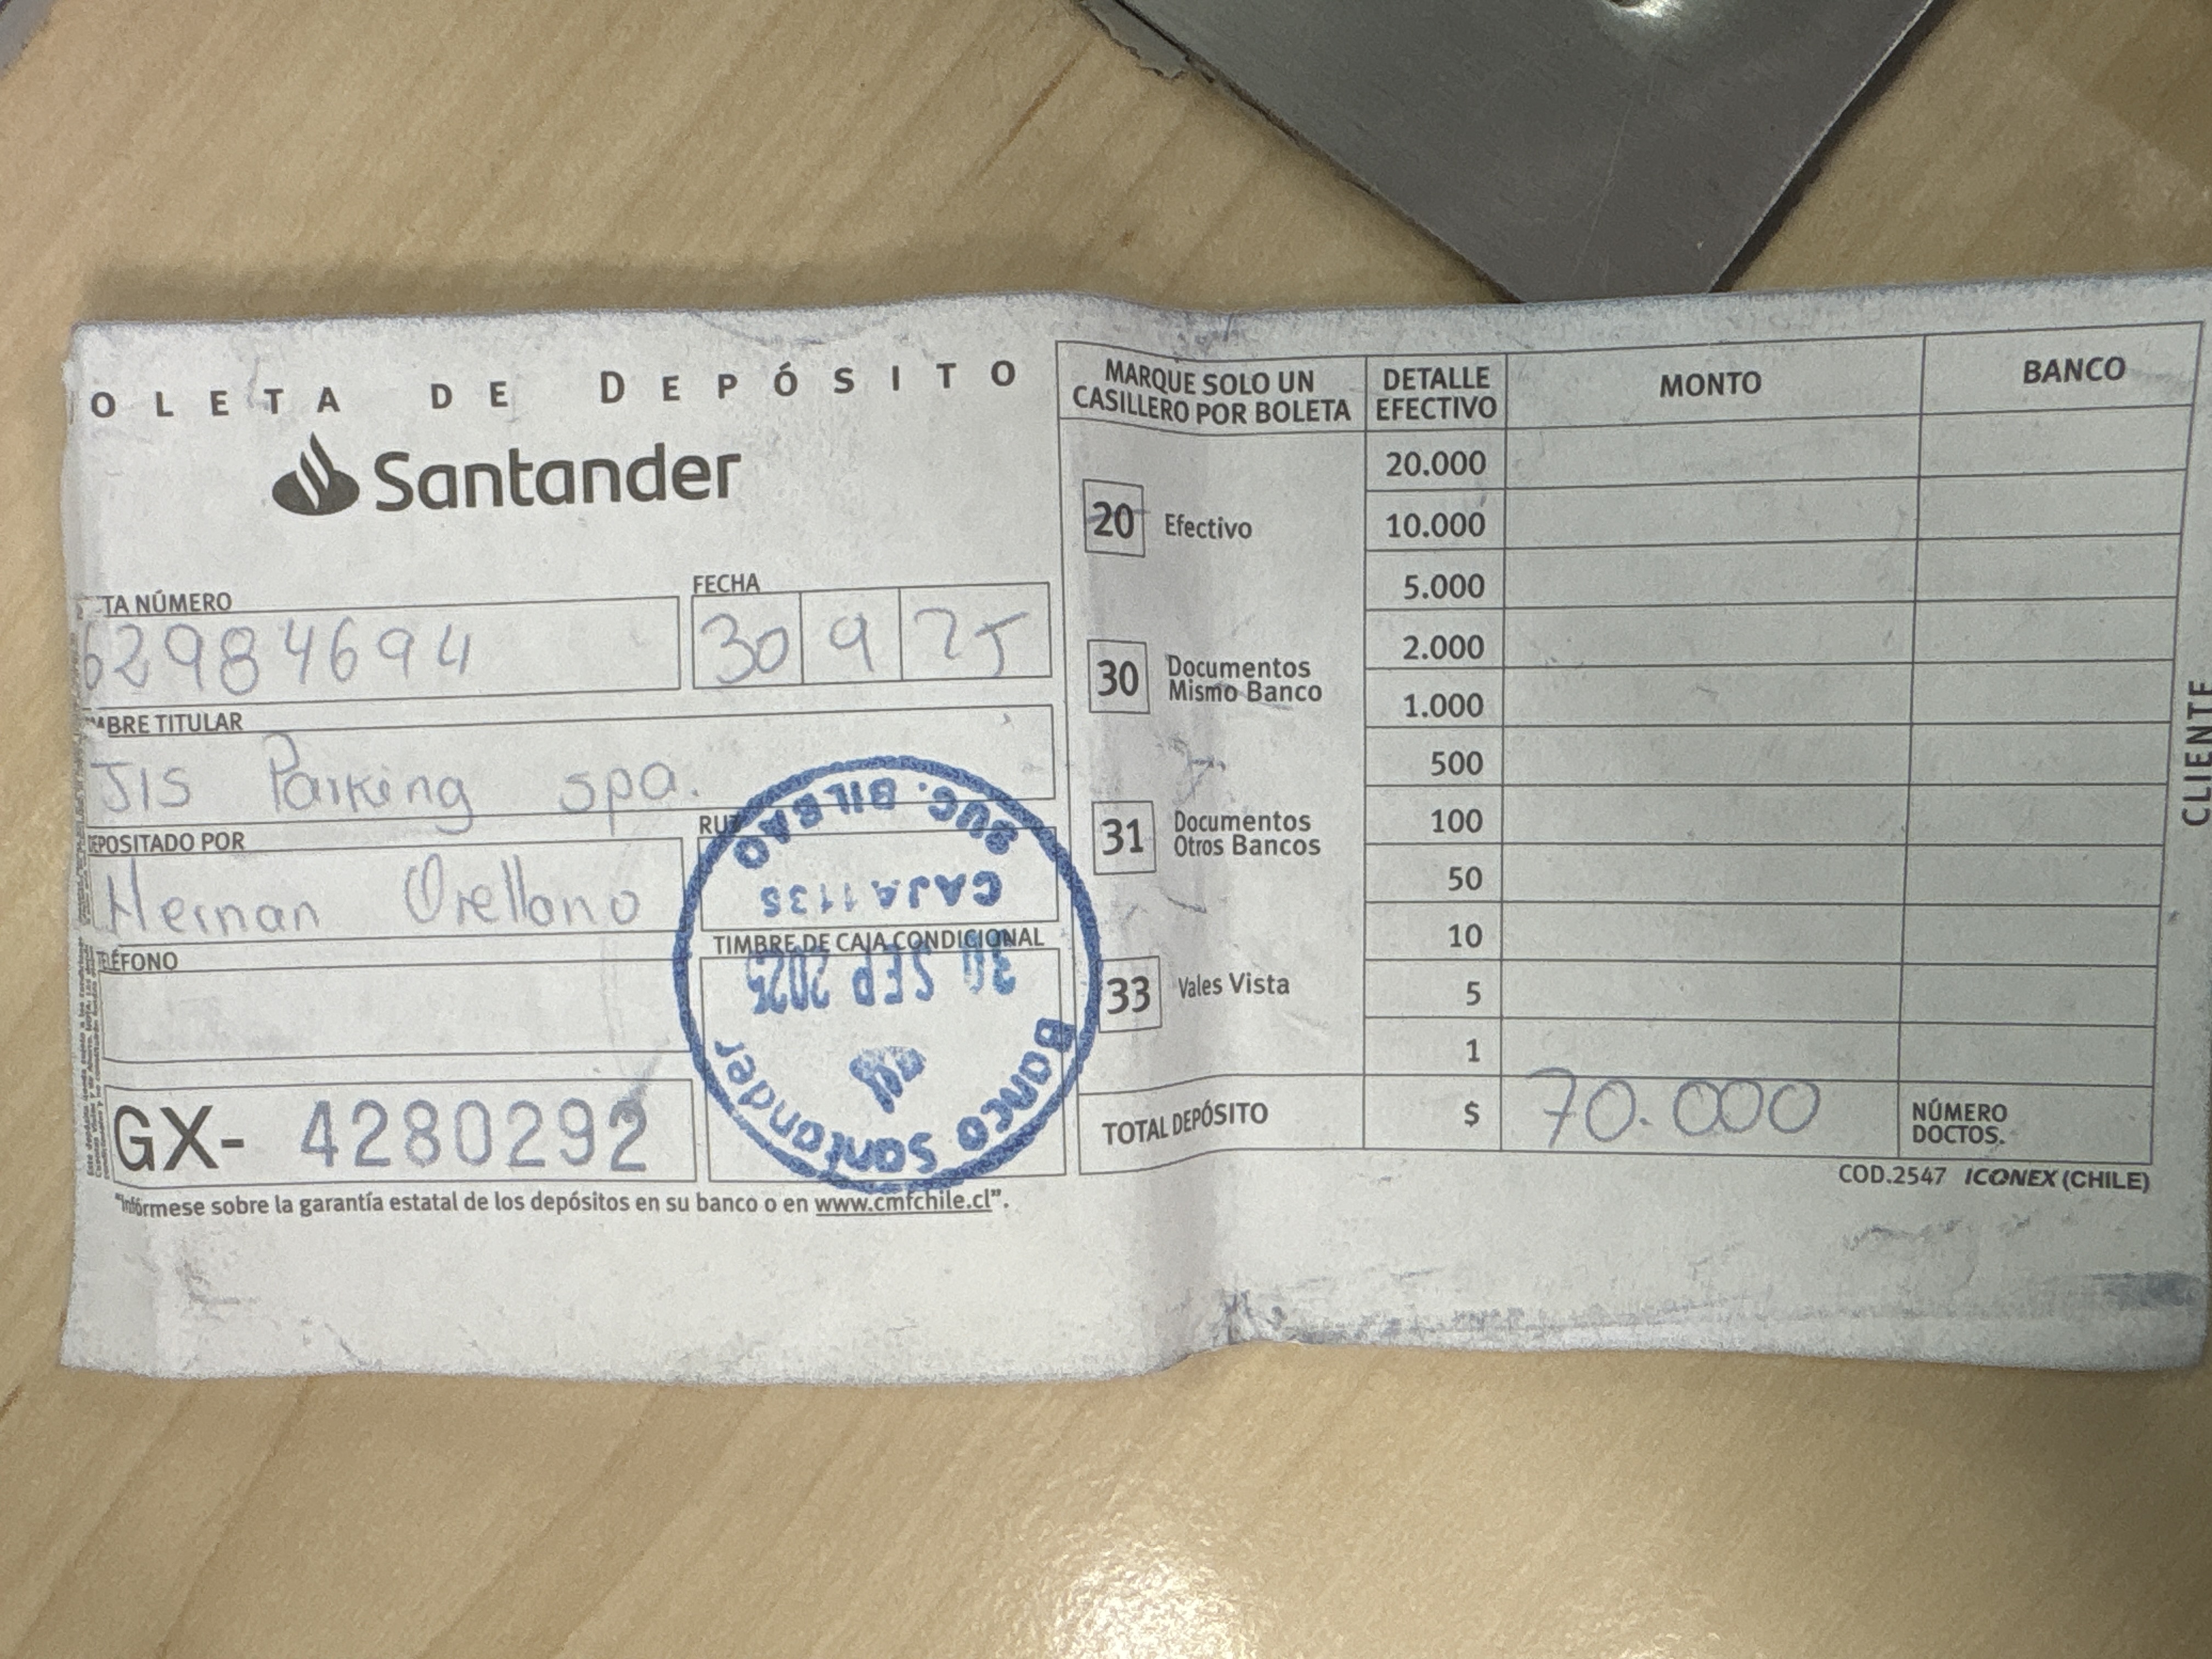 OLETA DE DEPÓSITO
Santander
TA NÚMERO
62984694
FECHA
30 9 25
BRE TITULAR
JIS Parking spa.
DEPOSITADO POR
Hernan Orellano
RUT
ÉFONO
TIMBRE DE CAJA CONDICIONAL
SUC. BILBAO
CAJA 113S
30 SEP 2025
Banco Santander
GX- 4280292
"Infórmese sobre la garantía estatal de los depósitos en su banco o en www.cmfchile.cl".
MARQUE SOLO UN
CASILLERO POR BOLETA
20 Efectivo
30 Documentos
Mismo Banco
31 Documentos
Otros Bancos
33 Vales Vista
DETALLE
EFECTIVO
MONTO
BANCO
20.000
10.000
5.000
2.000
1.000
500
100
50
10
5
1
TOTAL DEPÓSITO $ 70.000
NÚMERO
DOCTOS.
COD.2547 ICONEX (CHILE)
CLIENTE